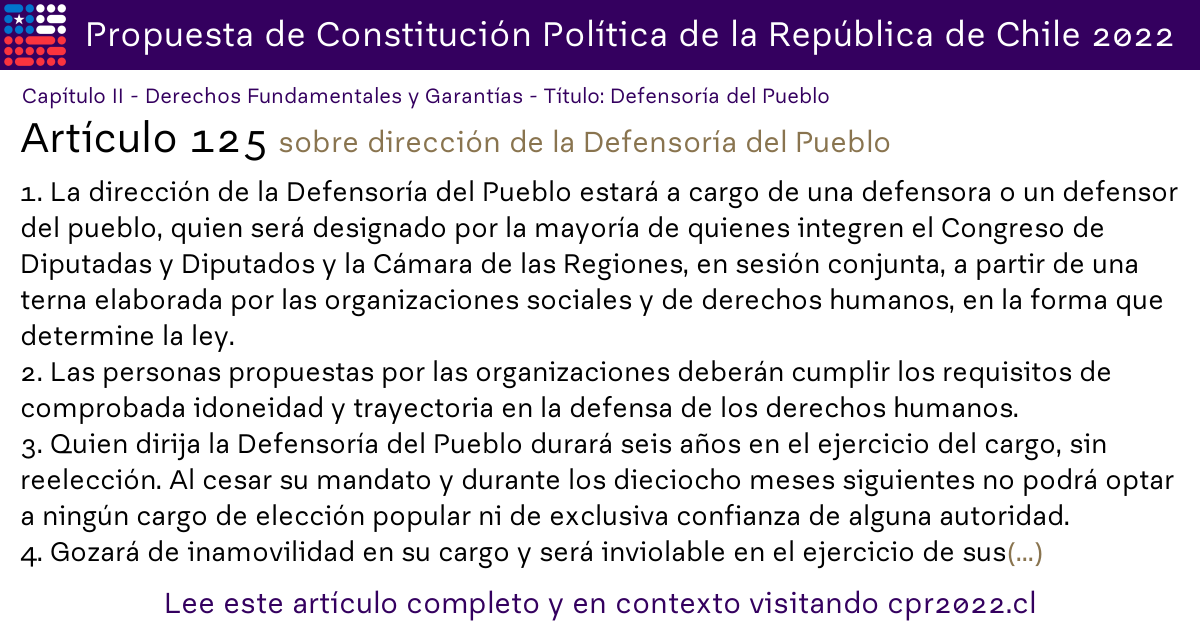 Propuesta de Constitución Política de la República de Chile 2022
Capítulo II - Derechos Fundamentales y Garantías - Título: Defensoría del Pueblo
Artículo 125 sobre dirección de la Defensoría del Pueblo
1. La dirección de la Defensoría del Pueblo estará a cargo de una defensora o un defensor
del pueblo, quien será designado por la mayoría de quienes integren el Congreso de
Diputadas y Diputados y la Cámara de las Regiones, en sesión conjunta, a partir de una
terna elaborada por las organizaciones sociales y de derechos humanos, en la forma que
determine la ley.
2. Las personas propuestas por las organizaciones deberán cumplir los requisitos de
comprobada idoneidad y trayectoria en la defensa de los derechos humanos.
3. Quien dirija la Defensoría del Pueblo durará seis años en el ejercicio del cargo, sin
reelección. Al cesar su mandato y durante los dieciocho meses siguientes no podrá optar
a ningún cargo de elección popular ni de exclusiva confianza de alguna autoridad.
4. Gozará de inamovilidad en su cargo y será inviolable en el ejercicio de sus(...)
Lee este artículo completo y en contexto visitando cpr2022.cl